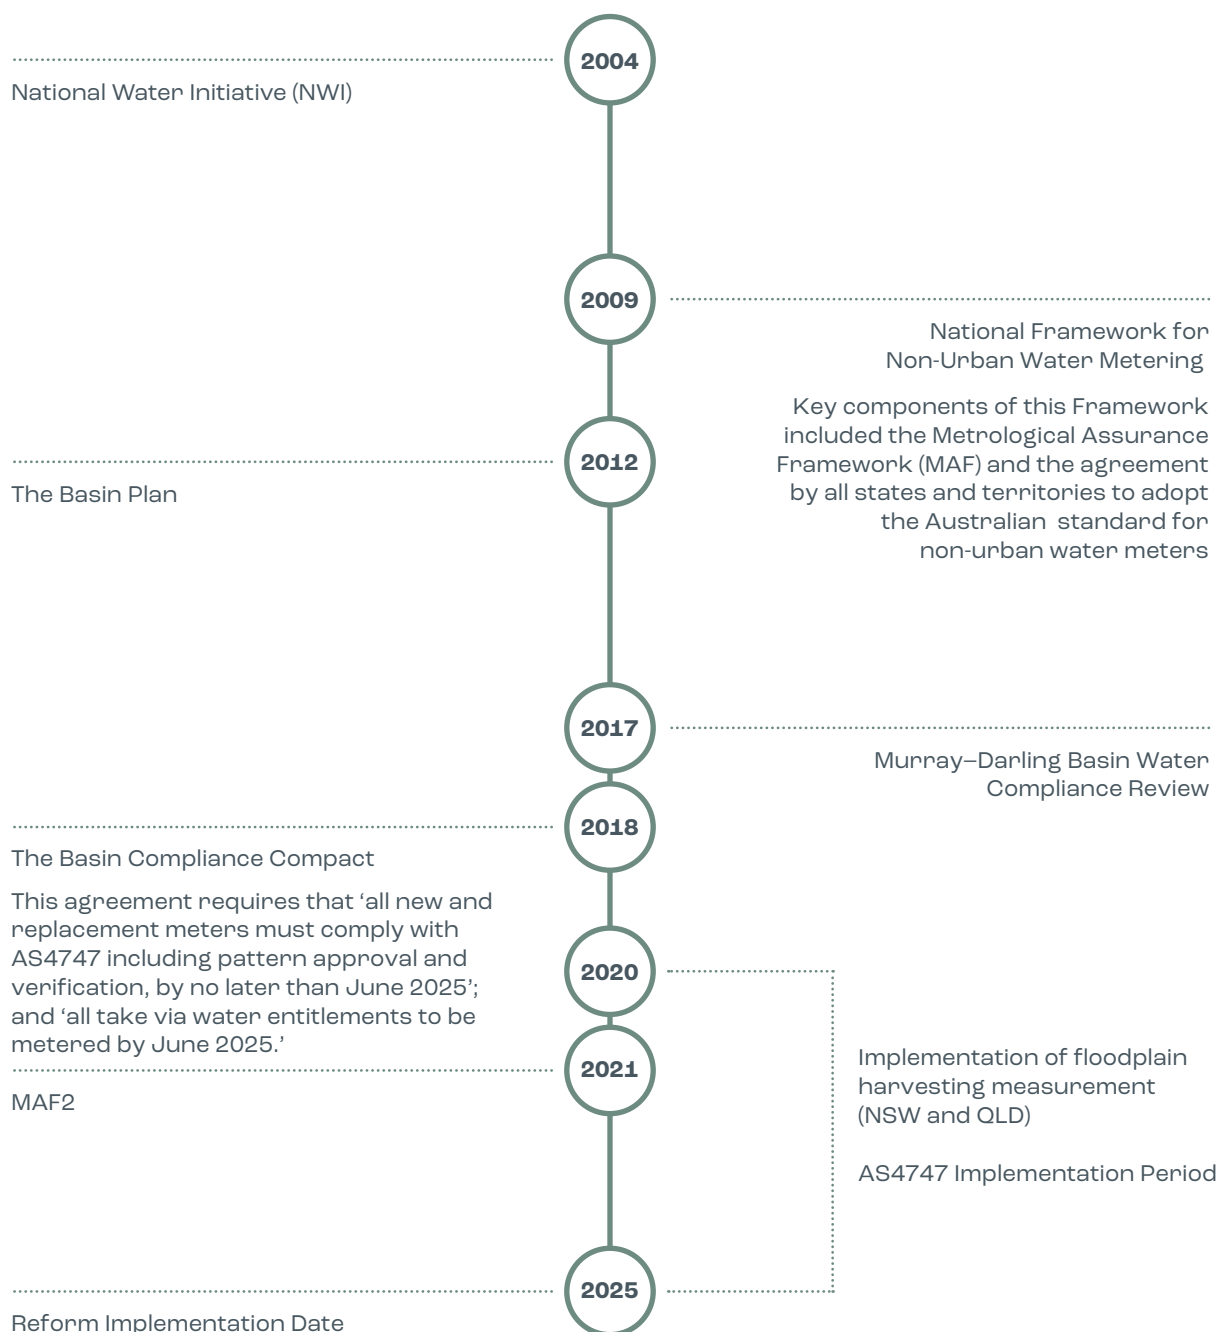 2004
National Water Initiative (NWI)
2009
National Framework for
Non-Urban Water Metering
Key components of this Framework
included the Metrological Assurance
Framework (MAF) and the agreement
by all states and territories to adopt
the Australian  standard for
non-urban water meters
2012
The Basin Plan
2017
Murray–Darling Basin Water
Compliance Review
2018
The Basin Compliance Compact
This agreement requires that ‘all new and
replacement meters must comply with
AS4747 including pattern approval and
verification, by no later than June 2025’;
and ‘all take via water entitlements to be
metered by June 2025.’
2020
2021
MAF2
Implementation of floodplain
harvesting measurement
(NSW and QLD)
AS4747 Implementation Period
2025
Reform Implementation Date